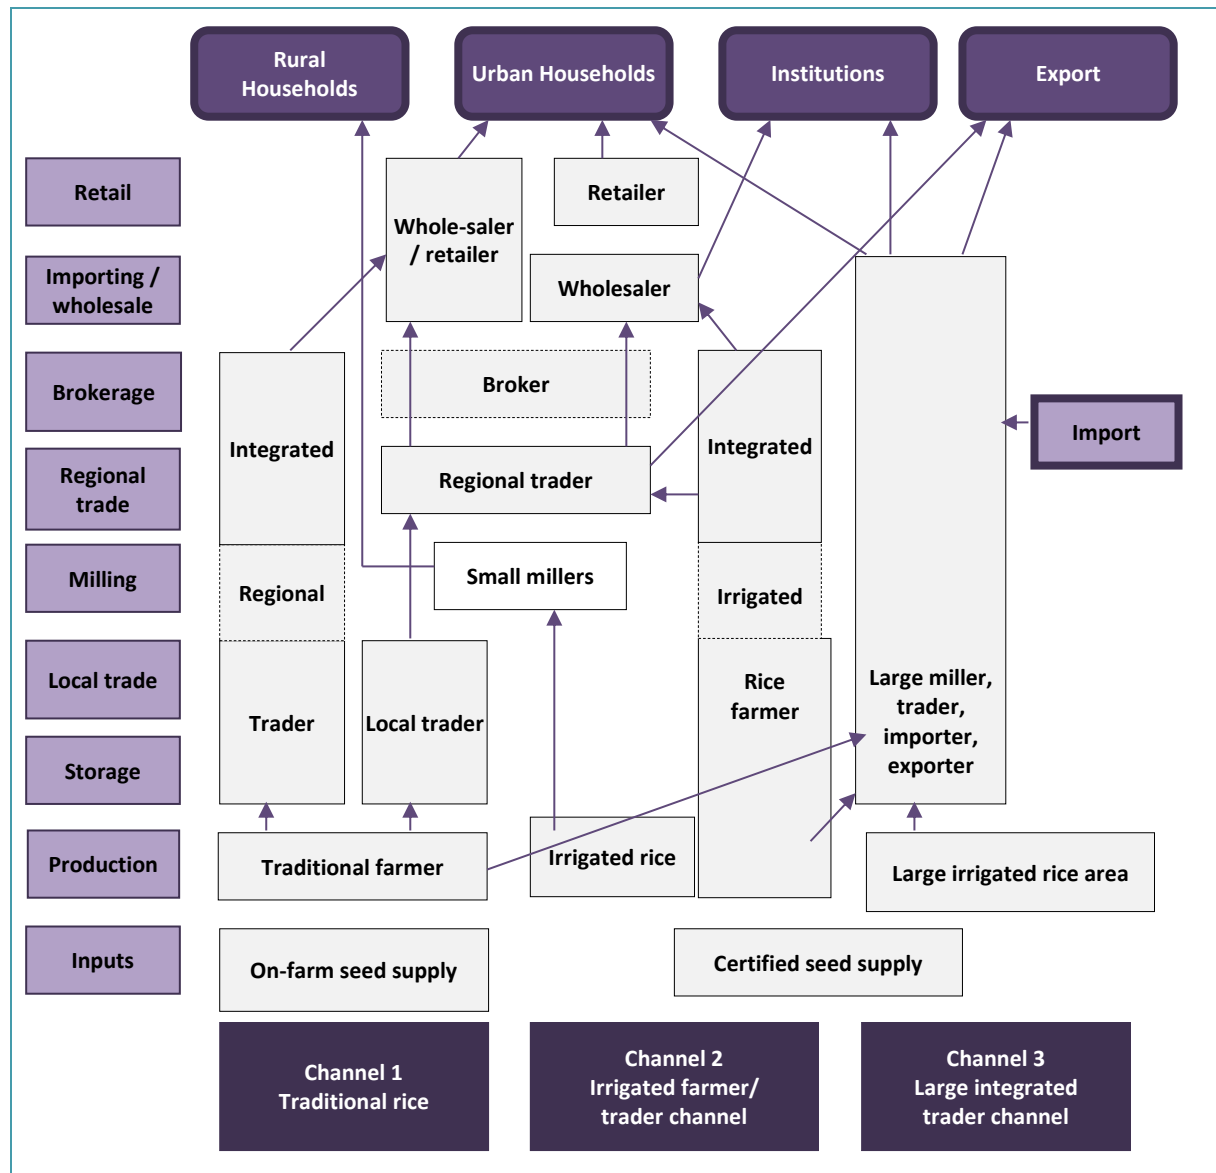 Rural
Households
Urban Households
Institutions
Export
Retail
Whole-saler
/ retailer
Retailer
Importing /
wholesale
Wholesaler
Brokerage
Broker
Integrated
Integrated
Import
Regional
trade
Regional trader
Milling
Regional
Small millers
Irrigated
Local trade
Trader
Local trader
Rice
farmer
Large miller,
trader,
importer,
exporter
Storage
Production
Traditional farmer
Irrigated rice
Large irrigated rice area
Inputs
On-farm seed supply
Certified seed supply
Channel 1
Traditional rice
Channel 2
Irrigated farmer/
trader channel
Channel 3
Large integrated
trader channel